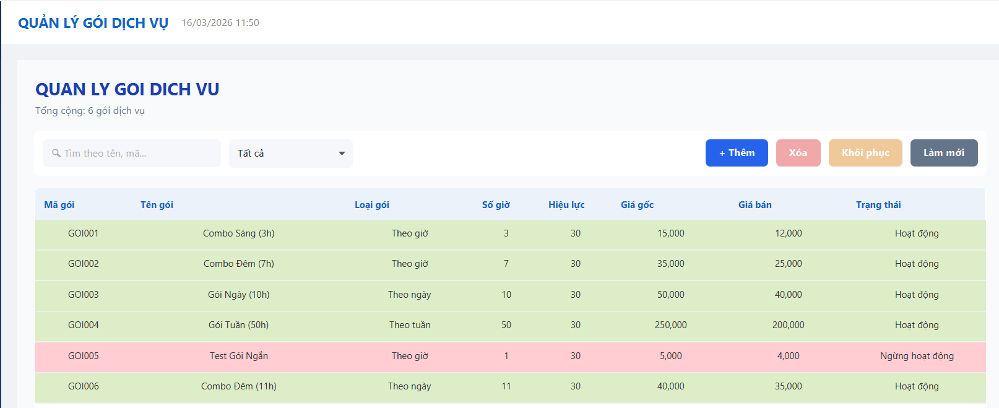 QUẢN LÝ GÓI DỊCH VỤ 16/03/2026 11:50
QUAN LY GOI DICH VU
Tổng cộng: 6 gói dịch vụ
Tìm theo tên, mã... Tất cả + Thêm Xóa Khôi phục Làm mới
Mã gói Tên gói Loại gói Số giờ Hiệu lực Giá gốc Giá bán Trạng thái
GOI001 Combo Sáng (3h) Theo giờ 3 30 15,000 12,000 Hoạt động
GOI002 Combo Đêm (7h) Theo giờ 7 30 35,000 25,000 Hoạt động
GOI003 Gói Ngày (10h) Theo ngày 10 30 50,000 40,000 Hoạt động
GOI004 Gói Tuần (50h) Theo tuần 50 30 250,000 200,000 Hoạt động
GOI005 Test Gói Ngắn Theo giờ 1 30 5,000 4,000 Ngừng hoạt động
GOI006 Combo Đêm (11h) Theo ngày 11 30 40,000 35,000 Hoạt động